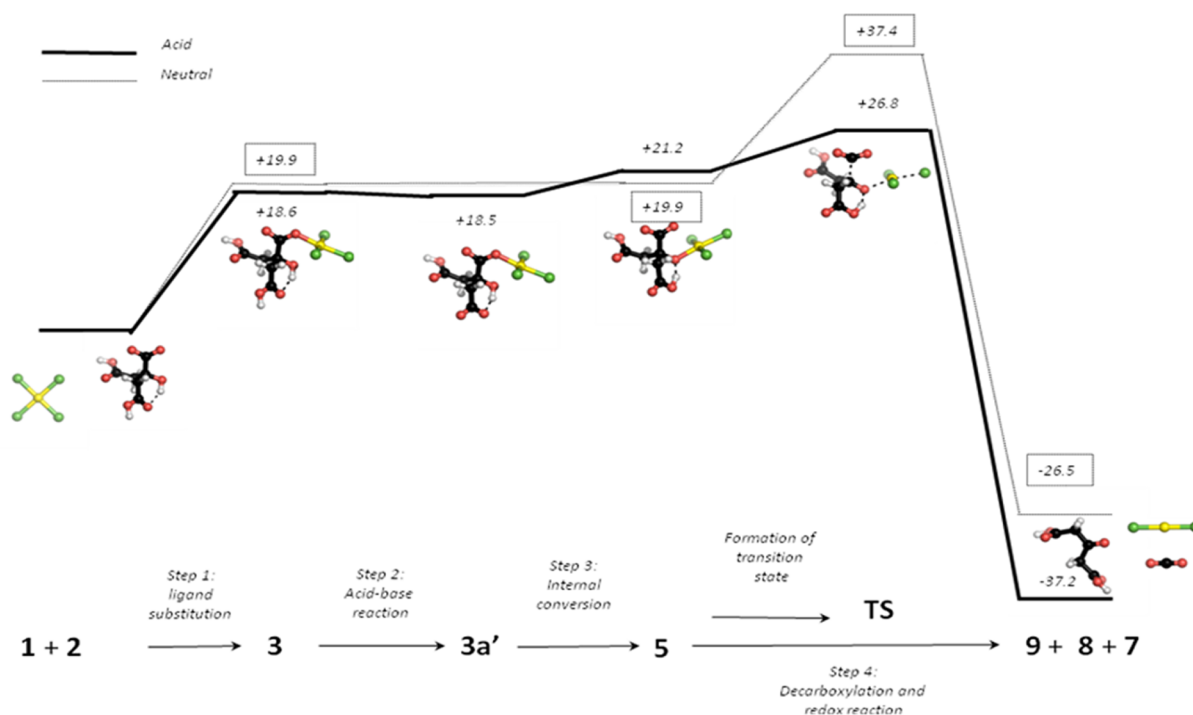 Acid
Neutral
+37.4
+26.8
+19.9
+21.2
+18.6
+18.5
+19.9
-26.5
-37.2
Formation of
transition
state
Step 1:
ligand
substitution
Step 2:
Acid-base
reaction
Step 3:
Internal
conversion
TS
1 + 2
3
3a'
5
9 + 8 + 7
Step 4:
Decarboxylation and
redox reaction